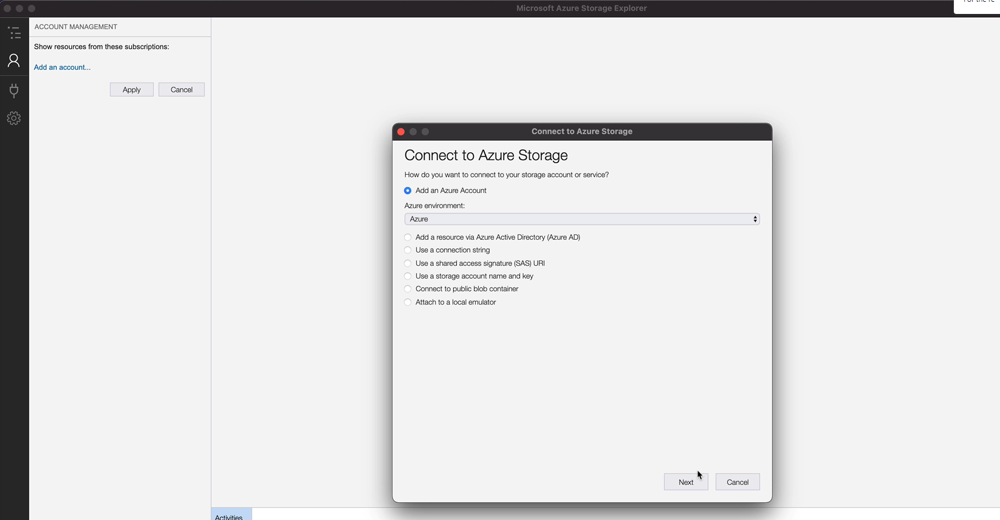 Microsoft Azure Storage Explorer
ACCOUNT MANAGEMENT
Show resources from these subscriptions:
Add an account...
Apply
Cancel
Connect to Azure Storage
Connect to Azure Storage
How do you want to connect to your storage account or service?
Add an Azure Account
Azure environment:
Azure
Add a resource via Azure Active Directory (Azure AD)
Use a connection string
Use a shared access signature (SAS) URI
Use a storage account name and key
Connect to public blob container
Attach to a local emulator
Next
Cancel
Activities